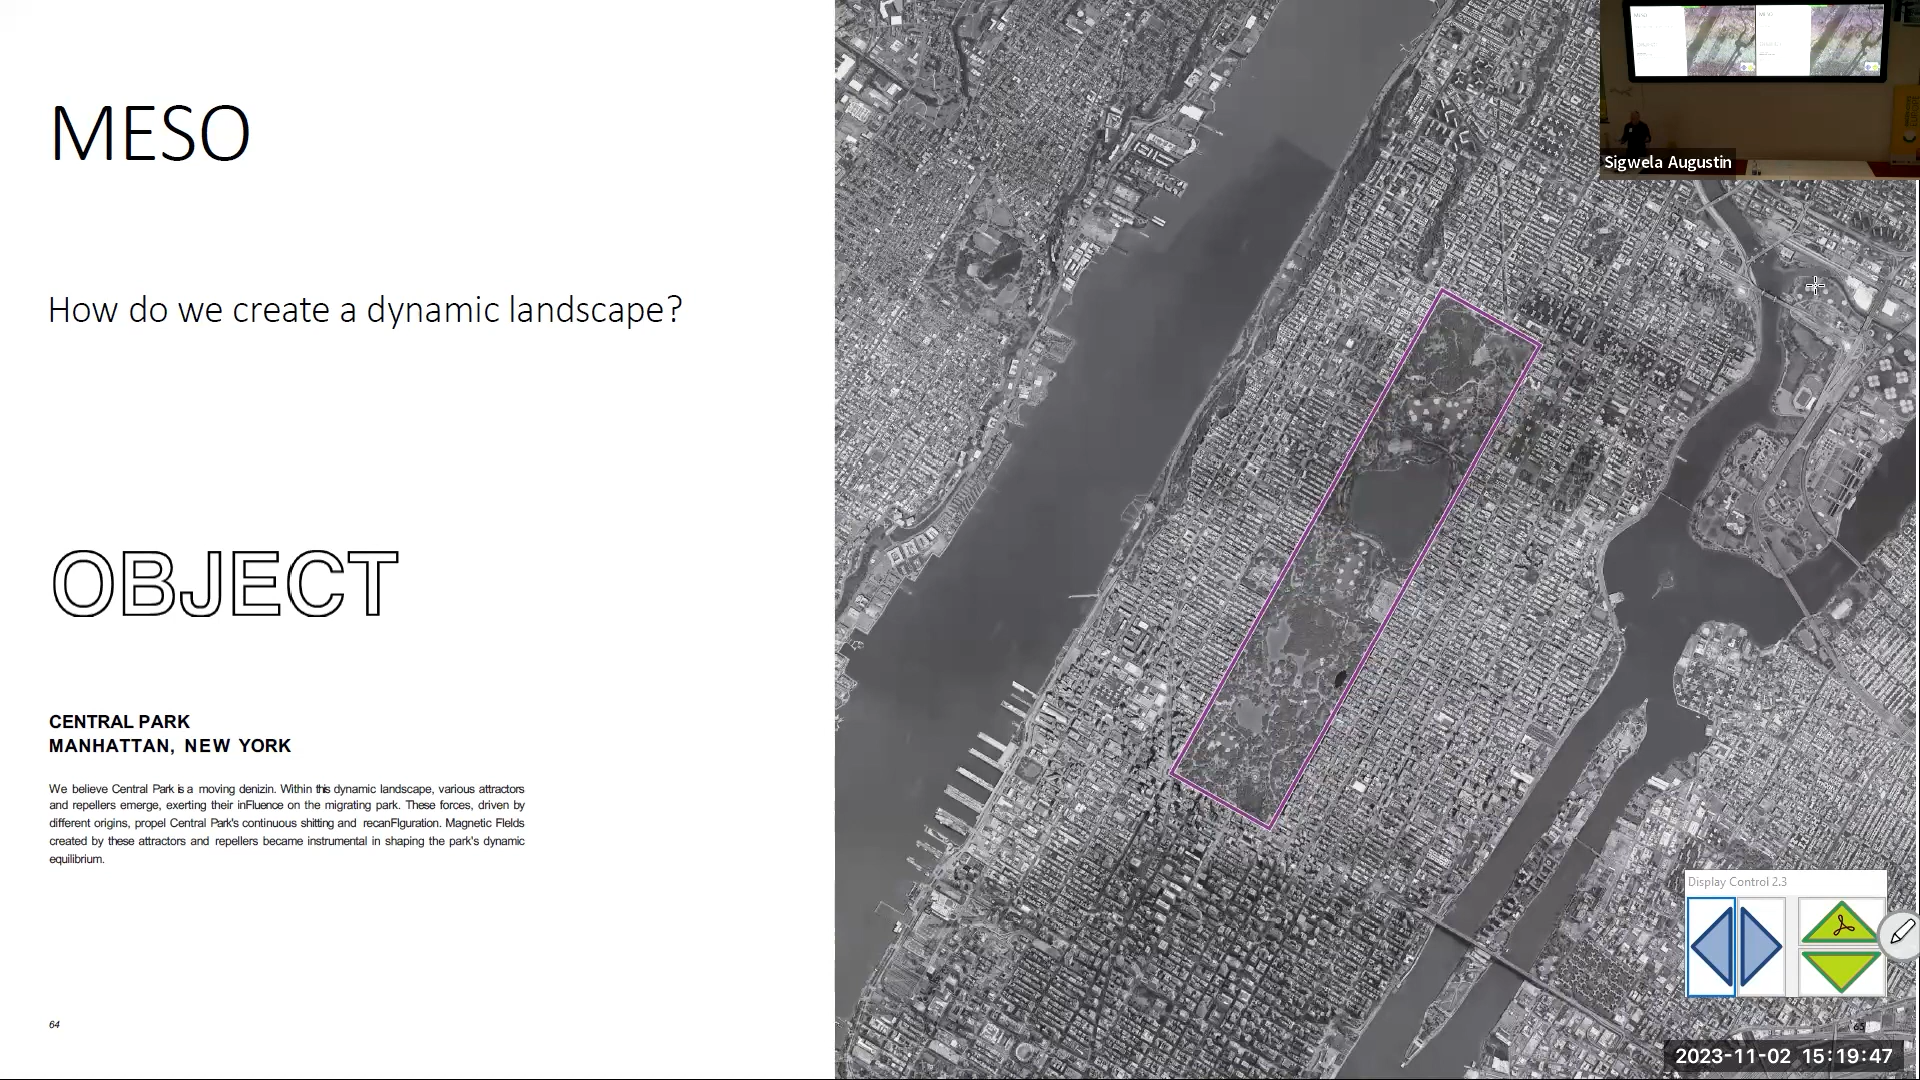 MESO
How do we create a dynamic landscape?
OBJECT
CENTRAL PARK
MANHATTAN, NEW YORK
We believe Central Park is a moving denizin. Within this dynamic landscape, various attractors
and repellers emerge, exerting their inFluence on the migrating park. These forces, driven by
different origins, propel Central Park's continuous shitting and recanFIguration. Magnetic Fields
created by these attractors and repellers became instrumental in shaping the park's dynamic
equilibrium.
64
Sigwela Augustin
Display Control 2.3
65
2023-11-02 15:19:47